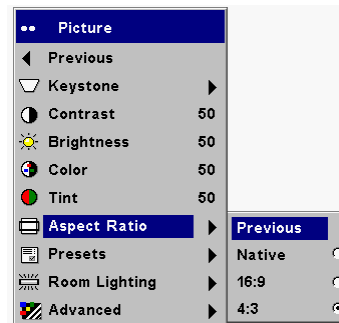 Picture
Previous
Keystone
Contrast 50
Brightness 50
Color 50
Tint 50
Aspect Ratio
Previous
Presets
Native
Room Lighting
16:9
Advanced
4:3